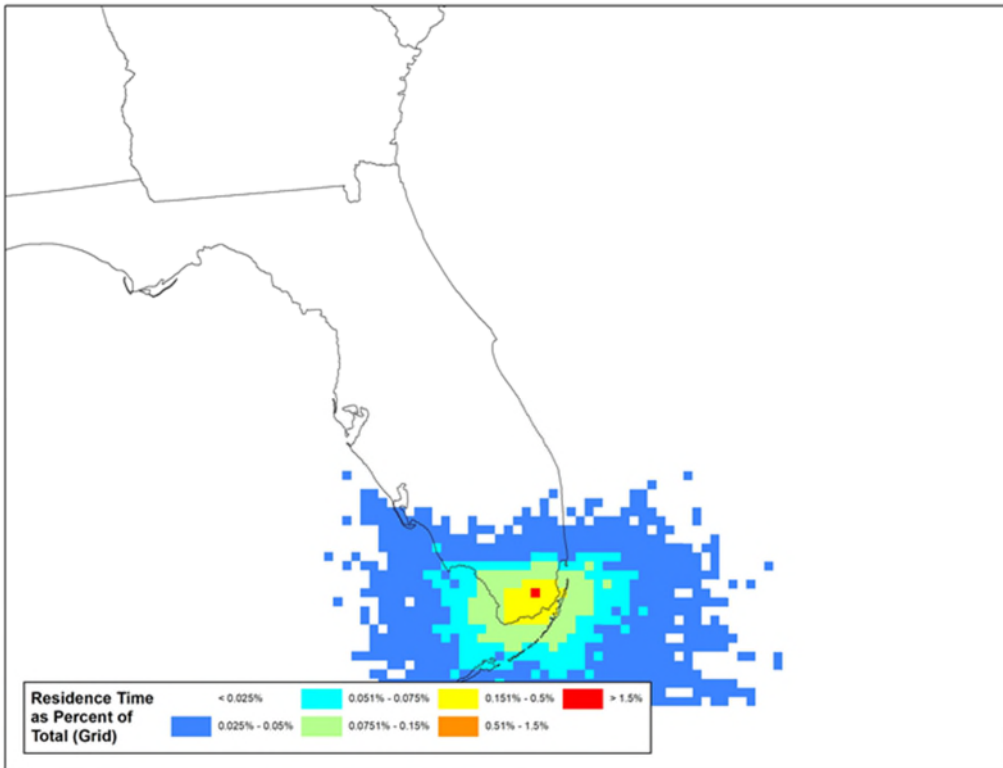 Residence Time
as Percent of
Total (Grid)
< 0.025%
0.051% - 0.075%
0.151% - 0.5%
> 1.5%
0.025% - 0.05%
0.0751% - 0.15%
0.51% - 1.5%